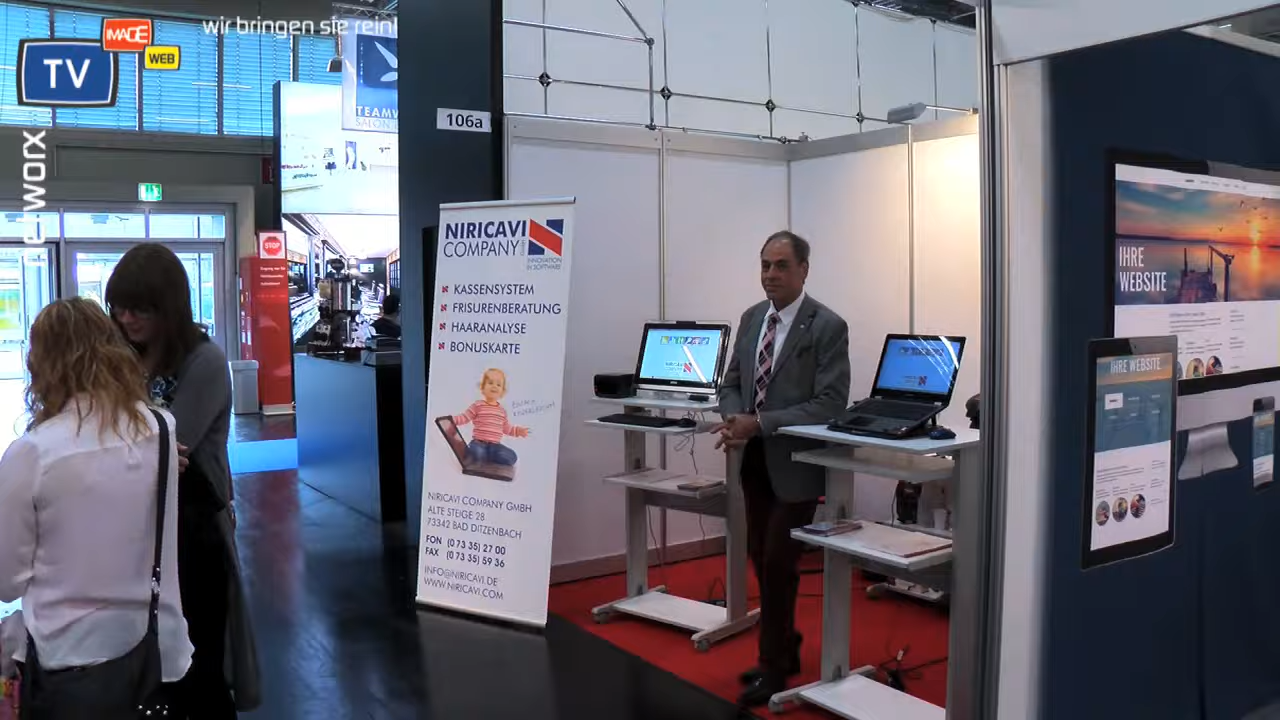 wir bringen sie rein!
IMAGE
TV
WEB
106a
STOP
NIRICAVI
COMPANY
INNOVATION
IN SOFTWARE
KASSENSYSTEM
FRISURENBERATUNG
HAARANALYSE
BONUSKARTE
NIRICAVI COMPANY GMBH
ALTE STEIGE 28
73342 BAD DITZENBACH
FON (0 73 35) 27 00
FAX (0 73 35) 59 36
INFO@NIRICAVI.DE
WWW.NIRICAVI.COM
IHRE
WEBSITE
IHRE WEBSITE